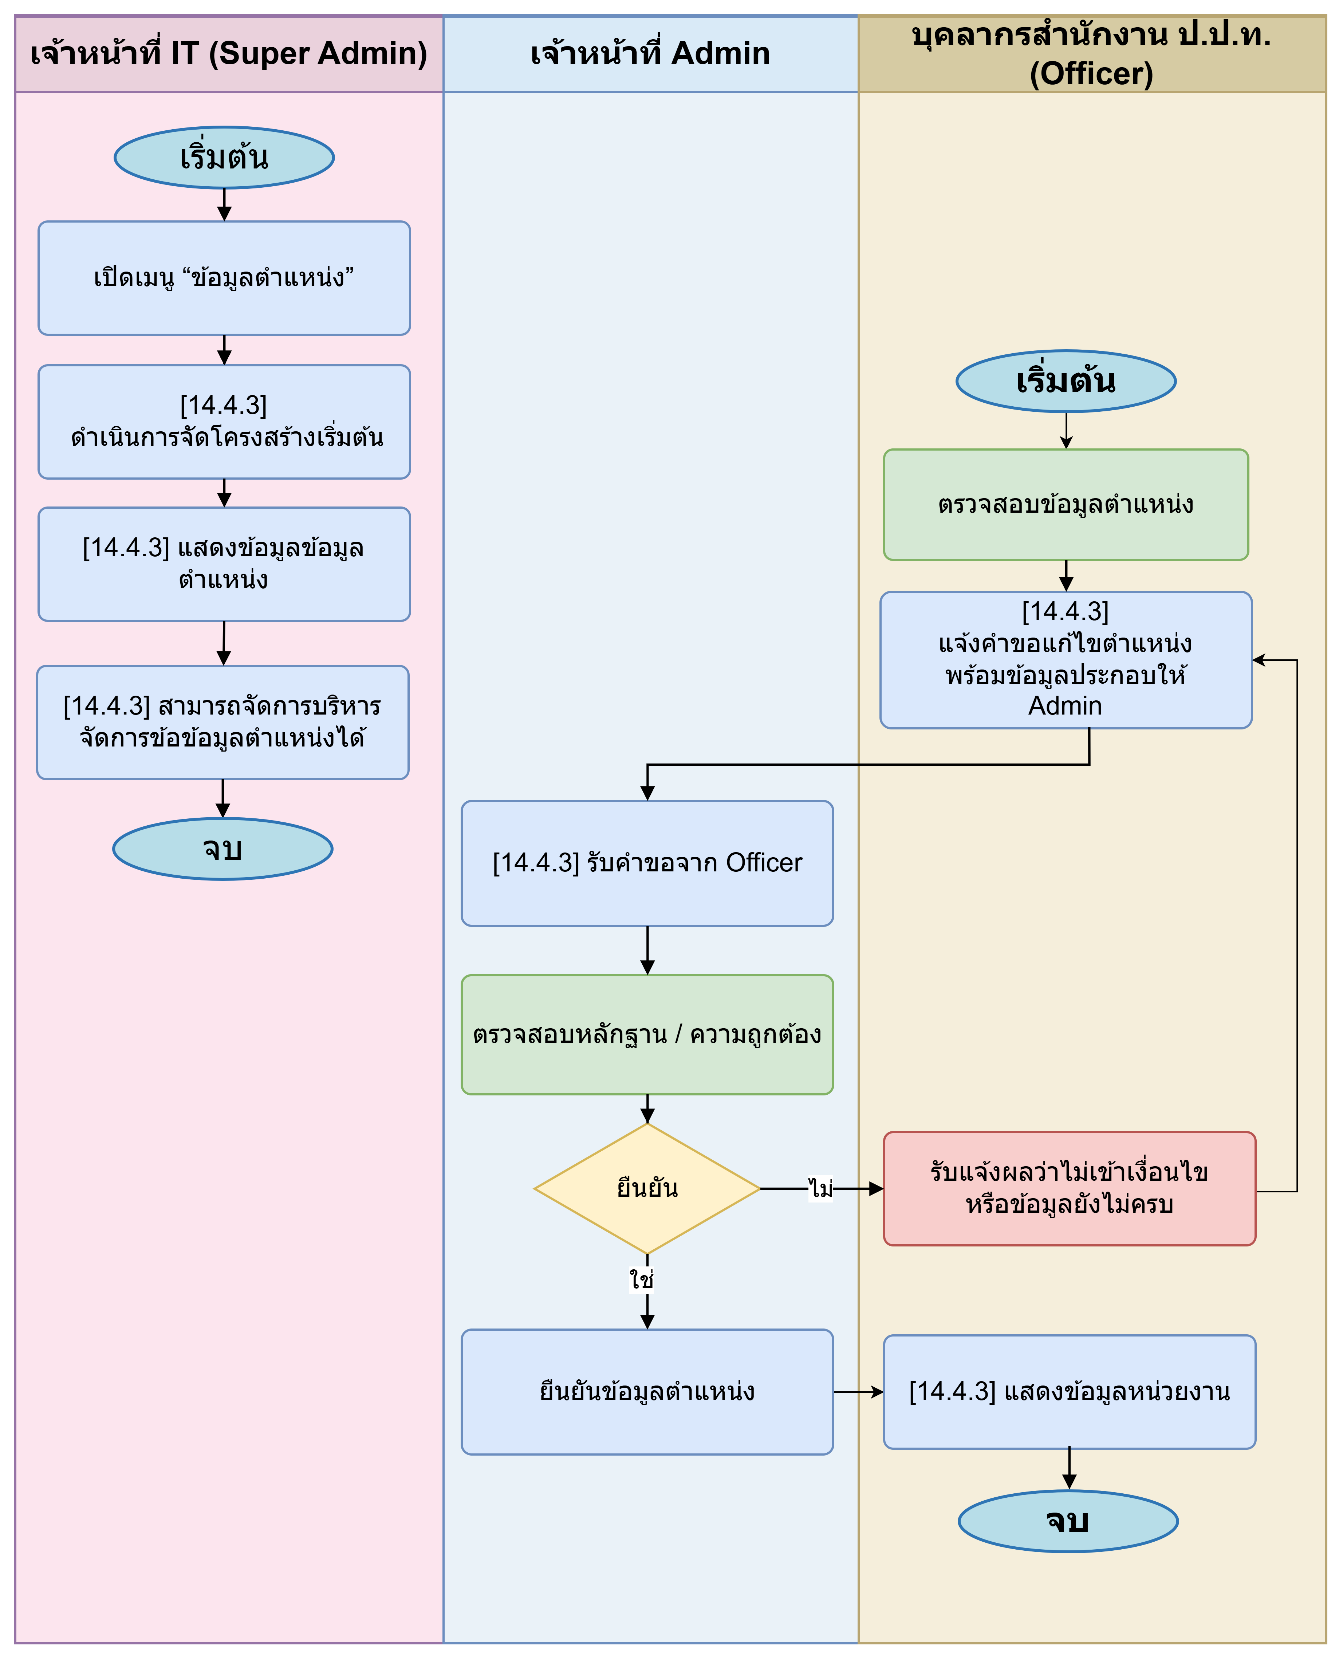 เจ้าหน้าที่ IT (Super Admin)
เจ้าหน้าที่ Admin
บุคลากรสำนักงาน ป.ป.ท.
(Officer)
เริ่มต้น
เปิดเมนู “ข้อมูลตำแหน่ง”
[14.4.3]
ดำเนินการจัดโครงสร้างเริ่มต้น
[14.4.3] แสดงข้อมูลข้อมูล
ตำแหน่ง
[14.4.3] สามารถจัดการบริหาร
จัดการข้อข้อมูลตำแหน่งได้
จบ
เริ่มต้น
ตรวจสอบข้อมูลตำแหน่ง
[14.4.3]
แจ้งคำขอแก้ไขตำแหน่ง
พร้อมข้อมูลประกอบให้
Admin
[14.4.3] รับคำขอจาก Officer
ตรวจสอบหลักฐาน / ความถูกต้อง
ยืนยัน
ไม่
รับแจ้งผลว่าไม่เข้าเงื่อนไข
หรือข้อมูลยังไม่ครบ
ใช่
ยืนยันข้อมูลตำแหน่ง
[14.4.3] แสดงข้อมูลหน่วยงาน
จบ